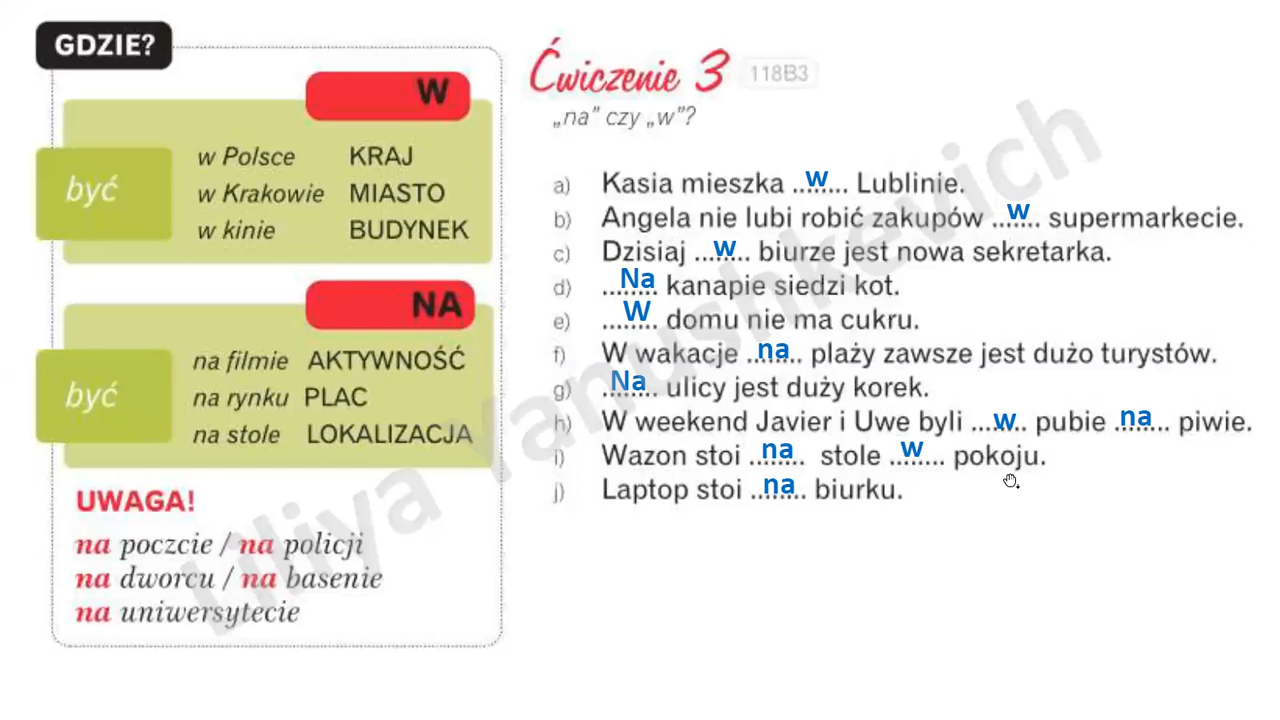 GDZIE?
W
być
w Polsce KRAJ
w Krakowie MIASTO
w kinie BUDYNEK
NA
być
na filmie AKTYWNOŚĆ
na rynku PLAC
na stole LOKALIZACJA
UWAGA!
na poczcie / na policji
na dworcu / na basenie
na uniwersytecie
Ćwiczenie 3 118B3
„na” czy „w”?
a) Kasia mieszka ...w... Lublinie.
b) Angela nie lubi robić zakupów ...w... supermarkecie.
c) Dzisiaj ...w... biurze jest nowa sekretarka.
d) ...Na... kanapie siedzi kot.
e) ...W... domu nie ma cukru.
f) W wakacje ...na... plaży zawsze jest dużo turystów.
g) ...Na... ulicy jest duży korek.
h) W weekend Javier i Uwe byli ...w... pubie ...na... piwie.
i) Wazon stoi ...na... stole ...w... pokoju.
j) Laptop stoi ...na... biurku.
Liliya Yanushkevich